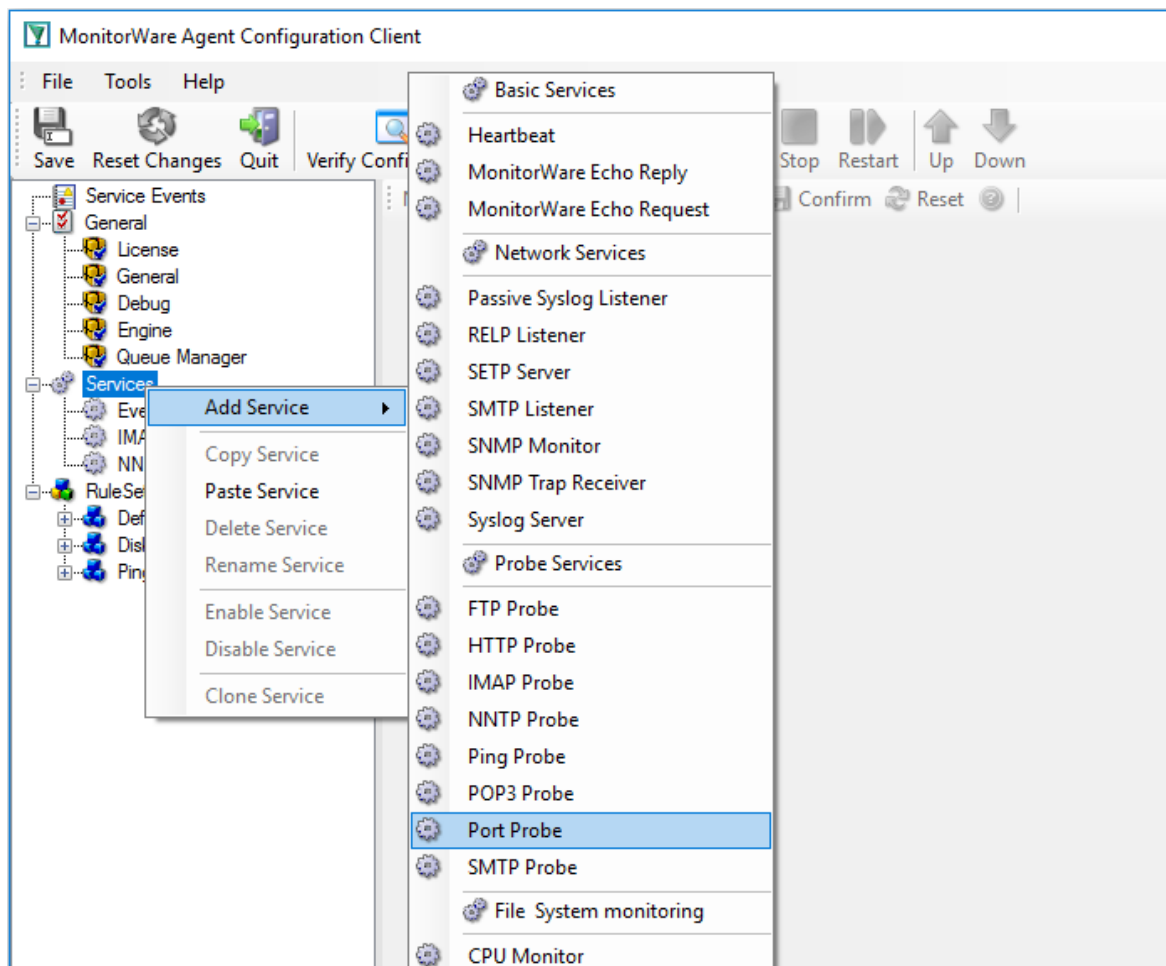 MonitorWare Agent Configuration Client
File Tools Help
Save Reset Changes Quit Verify Stop Restart Up Down
Confirm Reset
Service Events
General
License
General
Debug
Engine
Queue Manager
Services
Add Service
Copy Service
Paste Service
Delete Service
Rename Service
Enable Service
Disable Service
Clone Service
Basic Services
Heartbeat
MonitorWare Echo Reply
MonitorWare Echo Request
Network Services
Passive Syslog Listener
RELP Listener
SETP Server
SMTP Listener
SNMP Monitor
SNMP Trap Receiver
Syslog Server
Probe Services
FTP Probe
HTTP Probe
IMAP Probe
NNTP Probe
Ping Probe
POP3 Probe
Port Probe
SMTP Probe
File System monitoring
CPU Monitor